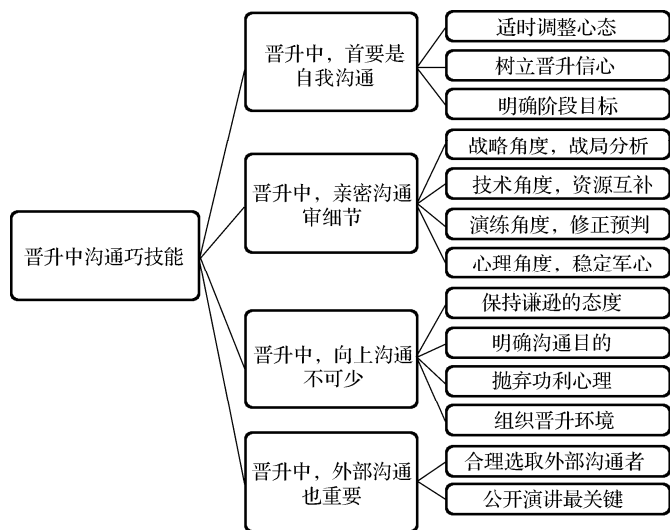 晋升中沟通巧技能
晋升中，首要是
自我沟通
适时调整心态
树立晋升信心
明确阶段目标
晋升中，亲密沟通
审细节
战略角度，战局分析
技术角度，资源互补
演练角度，修正预判
心理角度，稳定军心
晋升中，向上沟通
不可少
保持谦逊的态度
明确沟通目的
抛弃功利心理
组织晋升环境
晋升中，外部沟通
也重要
合理选取外部沟通者
公开演讲最关键